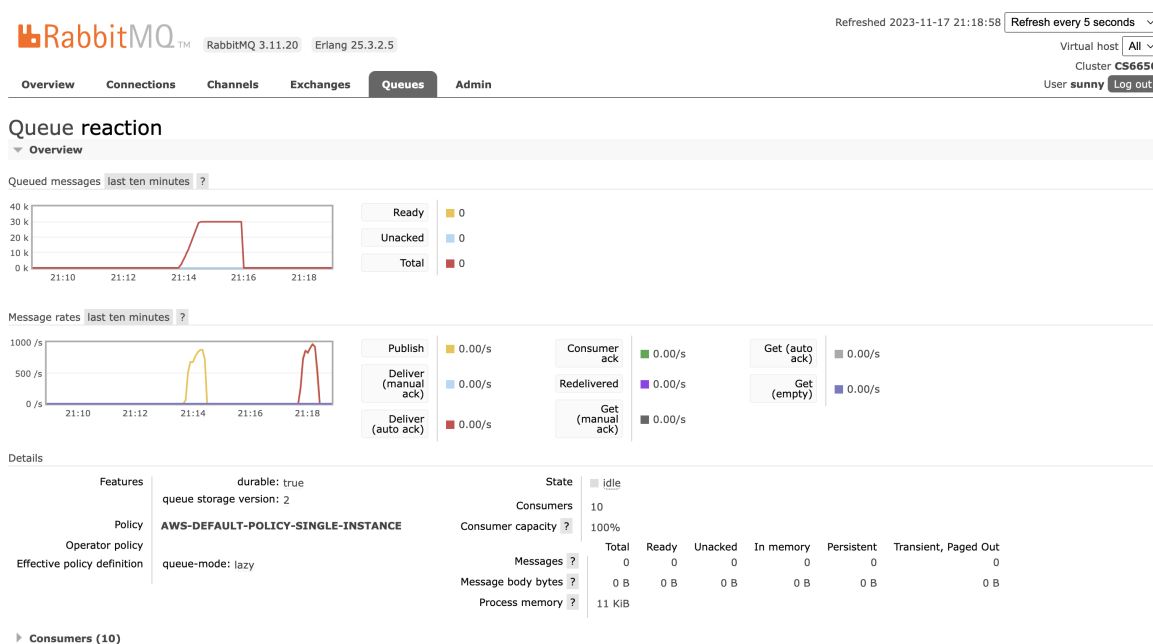 Refreshed 2023-11-17 21:18:58 Refresh every 5 seconds
RabbitMQ TM RabbitMQ 3.11.20 Erlang 25.3.2.5
Virtual host All
Cluster CS6650
User sunny Log out
Overview Connections Channels Exchanges Queues Admin
Queue reaction
Overview
Queued messages last ten minutes ?
40 k
30 k
20 k
10 k
0 k
21:10 21:12 21:14 21:16 21:18
Ready 0
Unacked 0
Total 0
Message rates last ten minutes ?
1000 /s
500 /s
0 /s
21:10 21:12 21:14 21:16 21:18
Publish 0.00/s
Deliver (manual ack) 0.00/s
Deliver (auto ack) 0.00/s
Consumer ack 0.00/s
Redelivered 0.00/s
Get (manual ack) 0.00/s
Get (auto ack) 0.00/s
Get (empty) 0.00/s
Details
Features durable: true
queue storage version: 2
Policy AWS-DEFAULT-POLICY-SINGLE-INSTANCE
Operator policy
Effective policy definition queue-mode: lazy
State idle
Consumers 10
Consumer capacity ? 100%
Total Ready Unacked In memory Persistent Transient, Paged Out
Messages ? 0 0 0 0 0 0
Message body bytes ? 0 B 0 B 0 B 0 B 0 B 0 B
Process memory ? 11 KiB
Consumers (10)